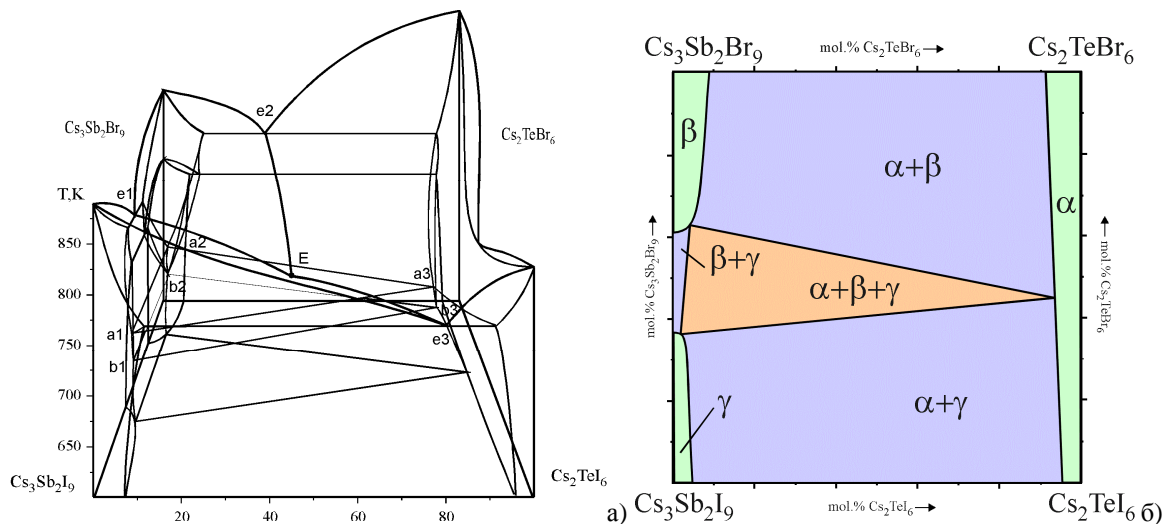 e2
Cs3Sb2Br9
Cs2TeBr6
T,K
e1
850
a2
E
a3
b2
800
b3
a1
e3
750
b1
700
650
Cs3Sb2I9
Cs2TeI6
600
20
40
60
80
а)
Cs3Sb2Br9
mol.% Cs2TeBr6
Cs2TeBr6
β
α+β
α
β+γ
α+β+γ
mol.% Cs3Sb2Br9
mol.% Cs2TeBr6
γ
α+γ
Cs3Sb2I9
mol.% Cs2TeI6
Cs2TeI6
б)